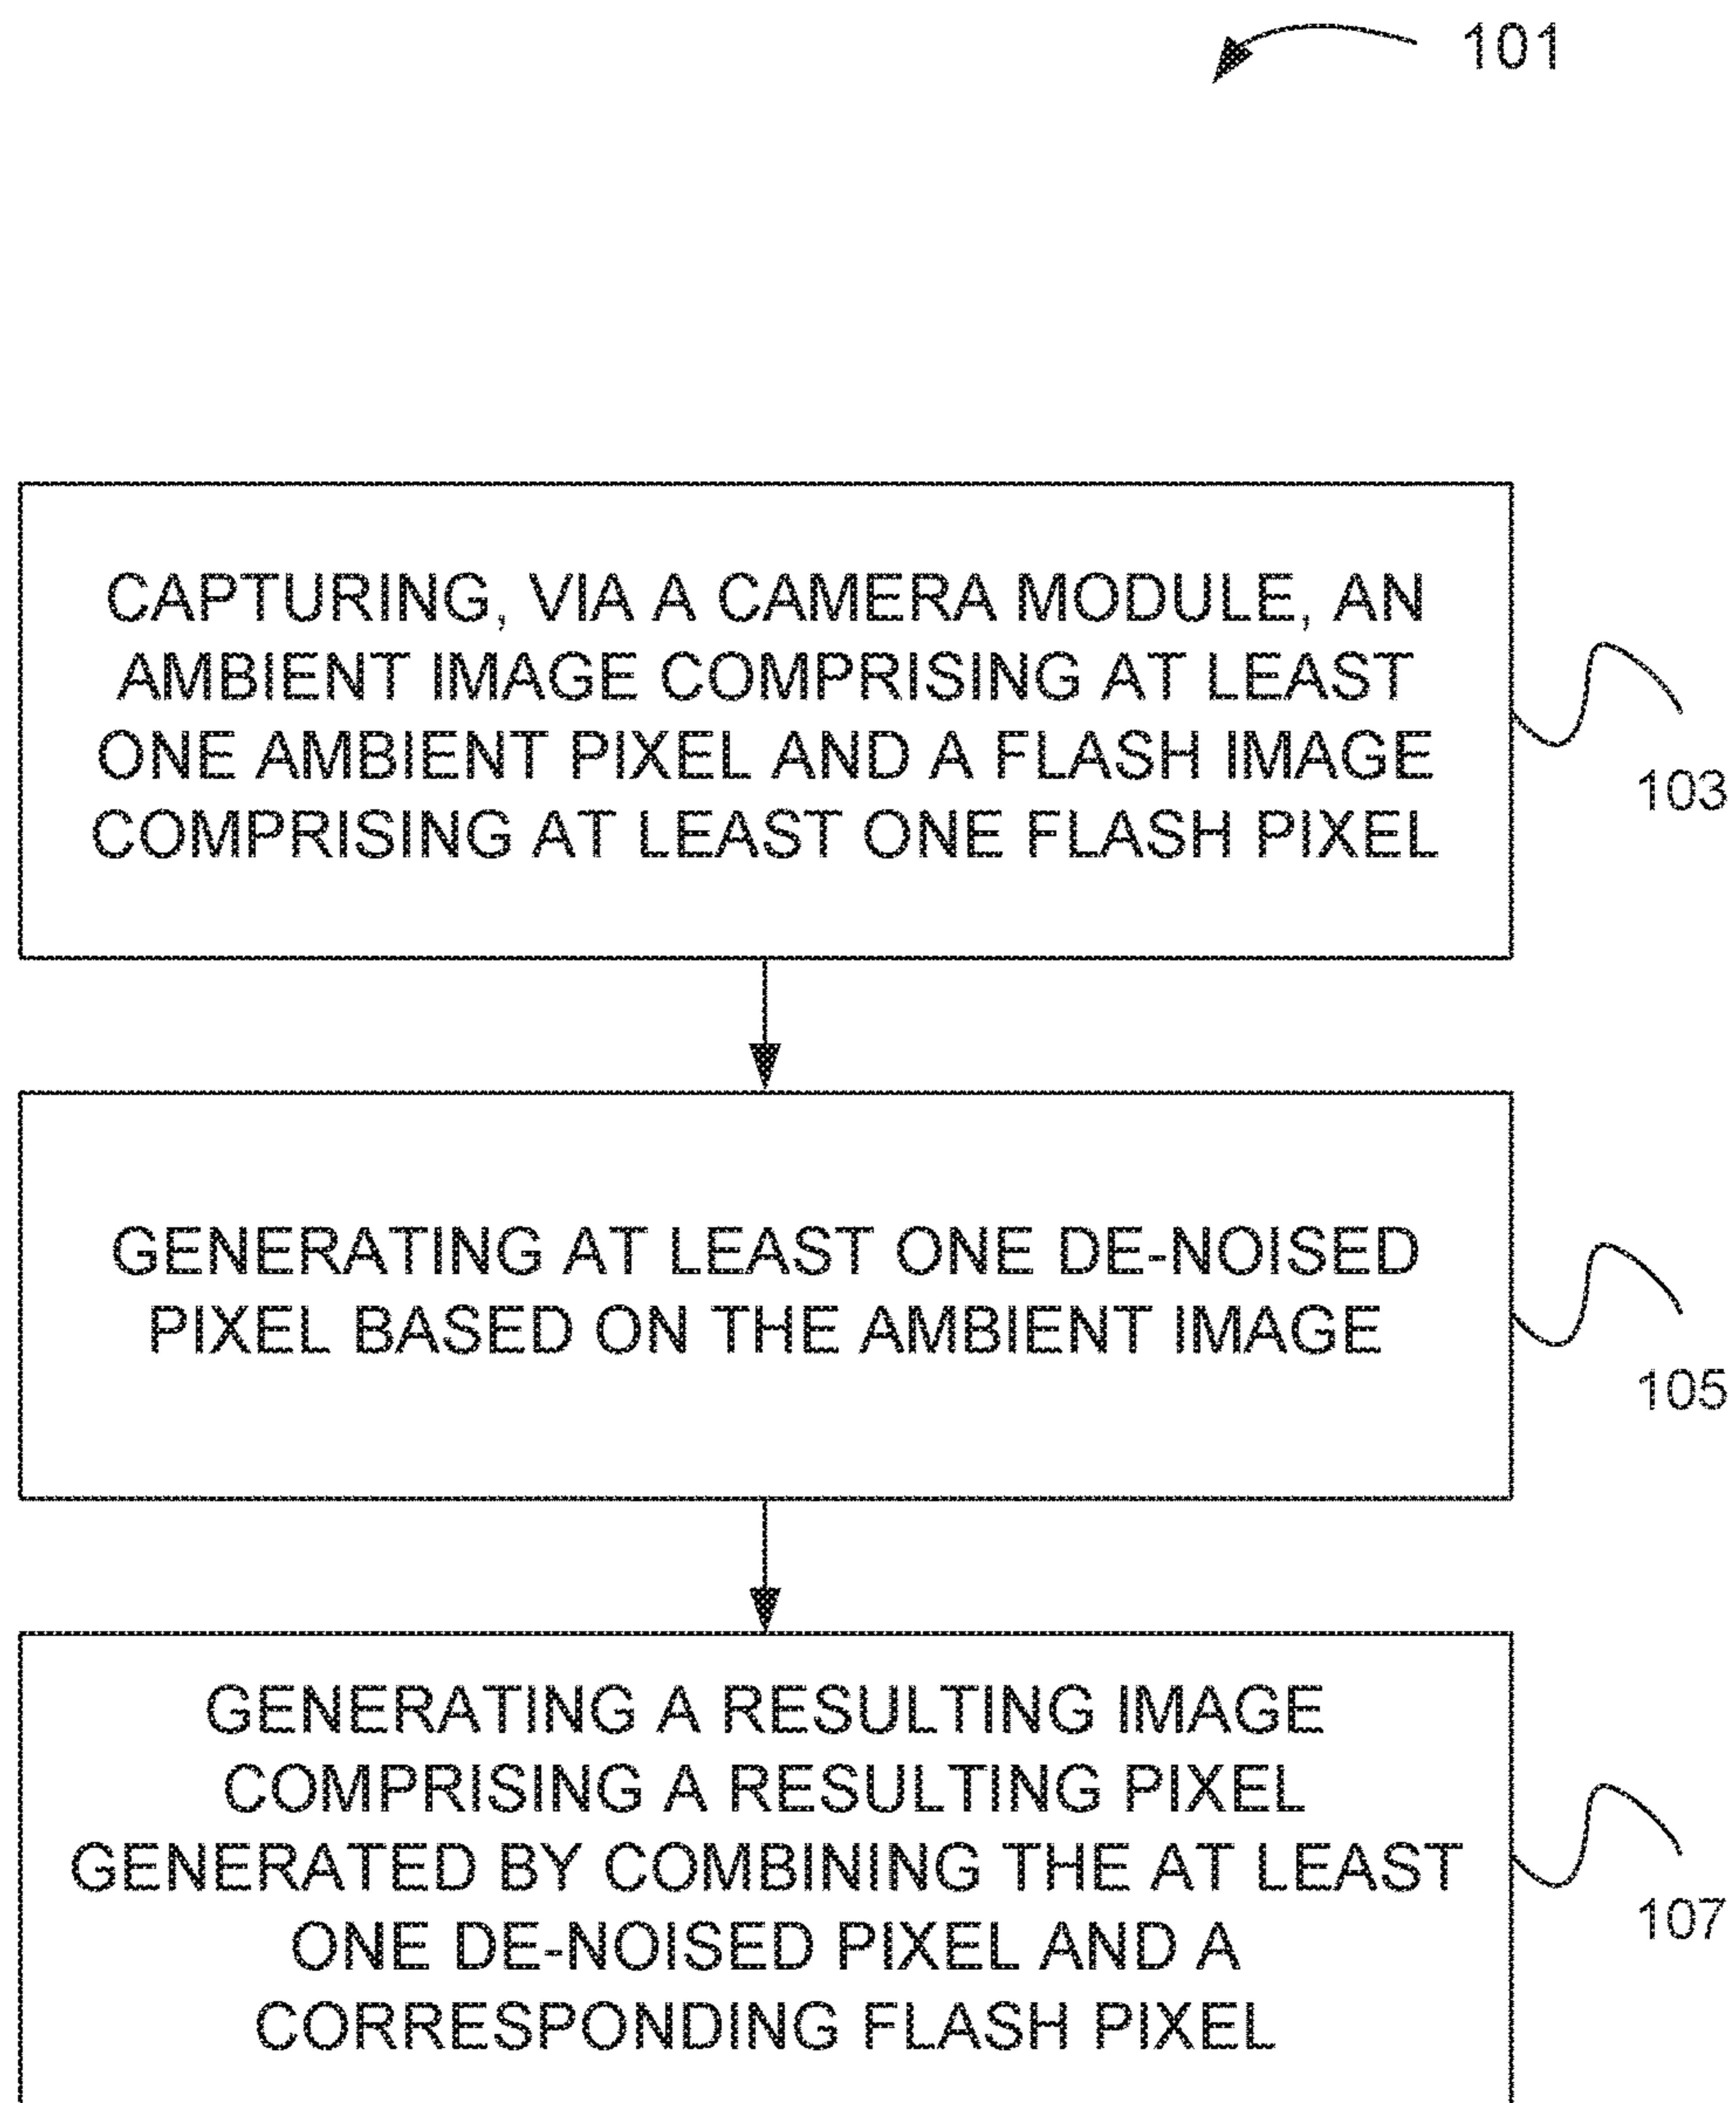 101
CAPTURING, VIA A CAMERA MODULE, AN
AMBIENT IMAGE COMPRISING AT LEAST
ONE AMBIENT PIXEL AND A FLASH IMAGE
COMPRISING AT LEAST ONE FLASH PIXEL
103
GENERATING AT LEAST ONE DE-NOISED
PIXEL BASED ON THE AMBIENT IMAGE
105
GENERATING A RESULTING IMAGE
COMPRISING A RESULTING PIXEL
GENERATED BY COMBINING THE AT LEAST
ONE DE-NOISED PIXEL AND A
CORRESPONDING FLASH PIXEL
107